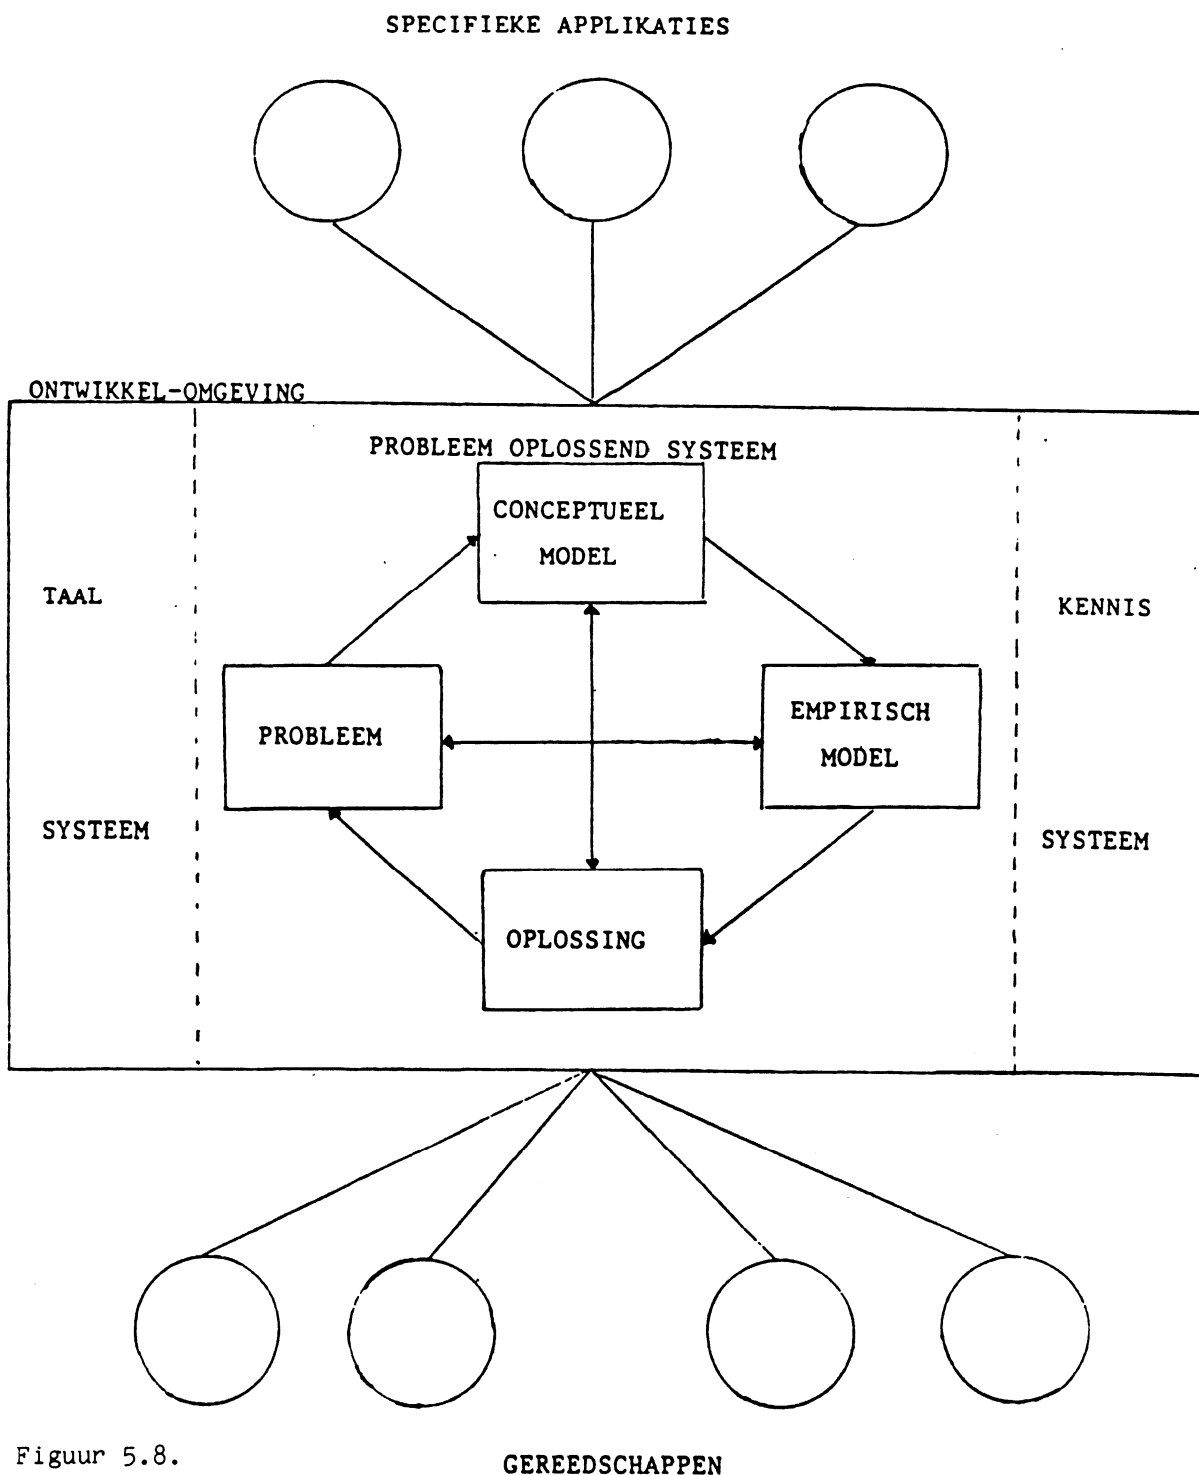 SPECIFIEKE APPLIKATIES
ONTWIKKEL-OMGEVING
PROBLEEM OPLOSSEND SYSTEEM
CONCEPTUEEL
MODEL
TAAL
KENNIS
PROBLEEM
EMPIRISCH
MODEL
SYSTEEM
SYSTEEM
OPLOSSING
Figuur 5.8.
GEREEDSCHAPPEN